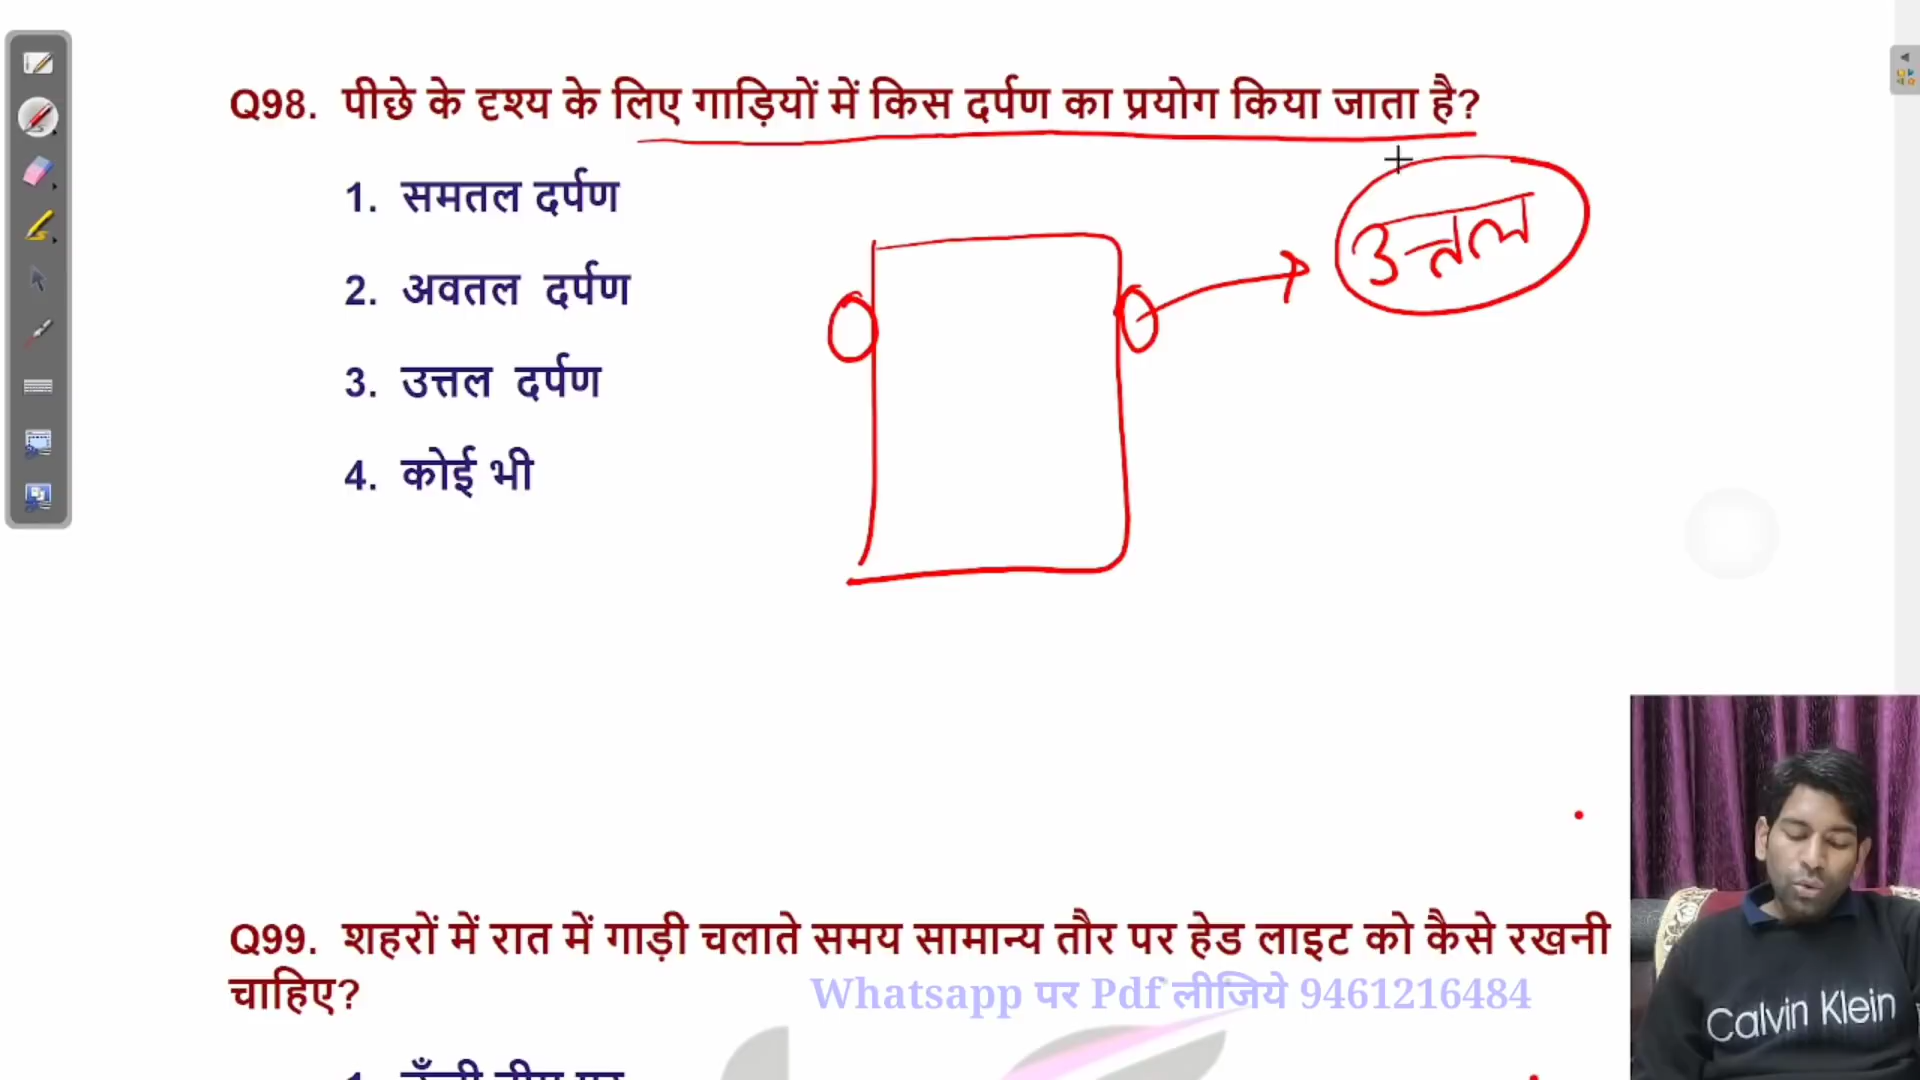 Q98. पीछे के दृश्य के लिए गाड़ियों में किस दर्पण का प्रयोग किया जाता है?
1. समतल दर्पण
उत्तल
2. अवतल दर्पण
3. उत्तल दर्पण
4. कोई भी
Q99. शहरों में रात में गाड़ी चलाते समय सामान्य तौर पर हेड लाइट को कैसे रखनी
चाहिए?
Whatsapp पर Pdf लीजिये 9461216484
Calvin Klein